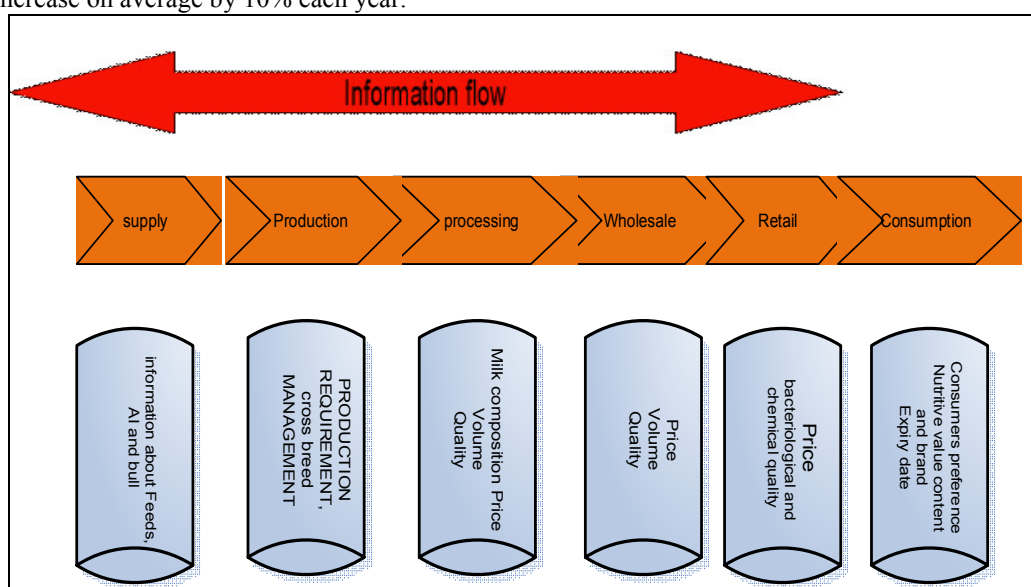 increase on average by 10% each year.
Information flow
supply
Production
processing
Wholesale
Retail
Consumption
information about Feeds,
AI and bull
PRODUCTION
REQUIREMENT,
cross breed
MANAGEMENT
Milk composition Price
Volume
Quality
Price
Volume
Quality
Price
bacteriological and
chemical quality
Consumers preference
Nutritive value content
and brand
Expiry date